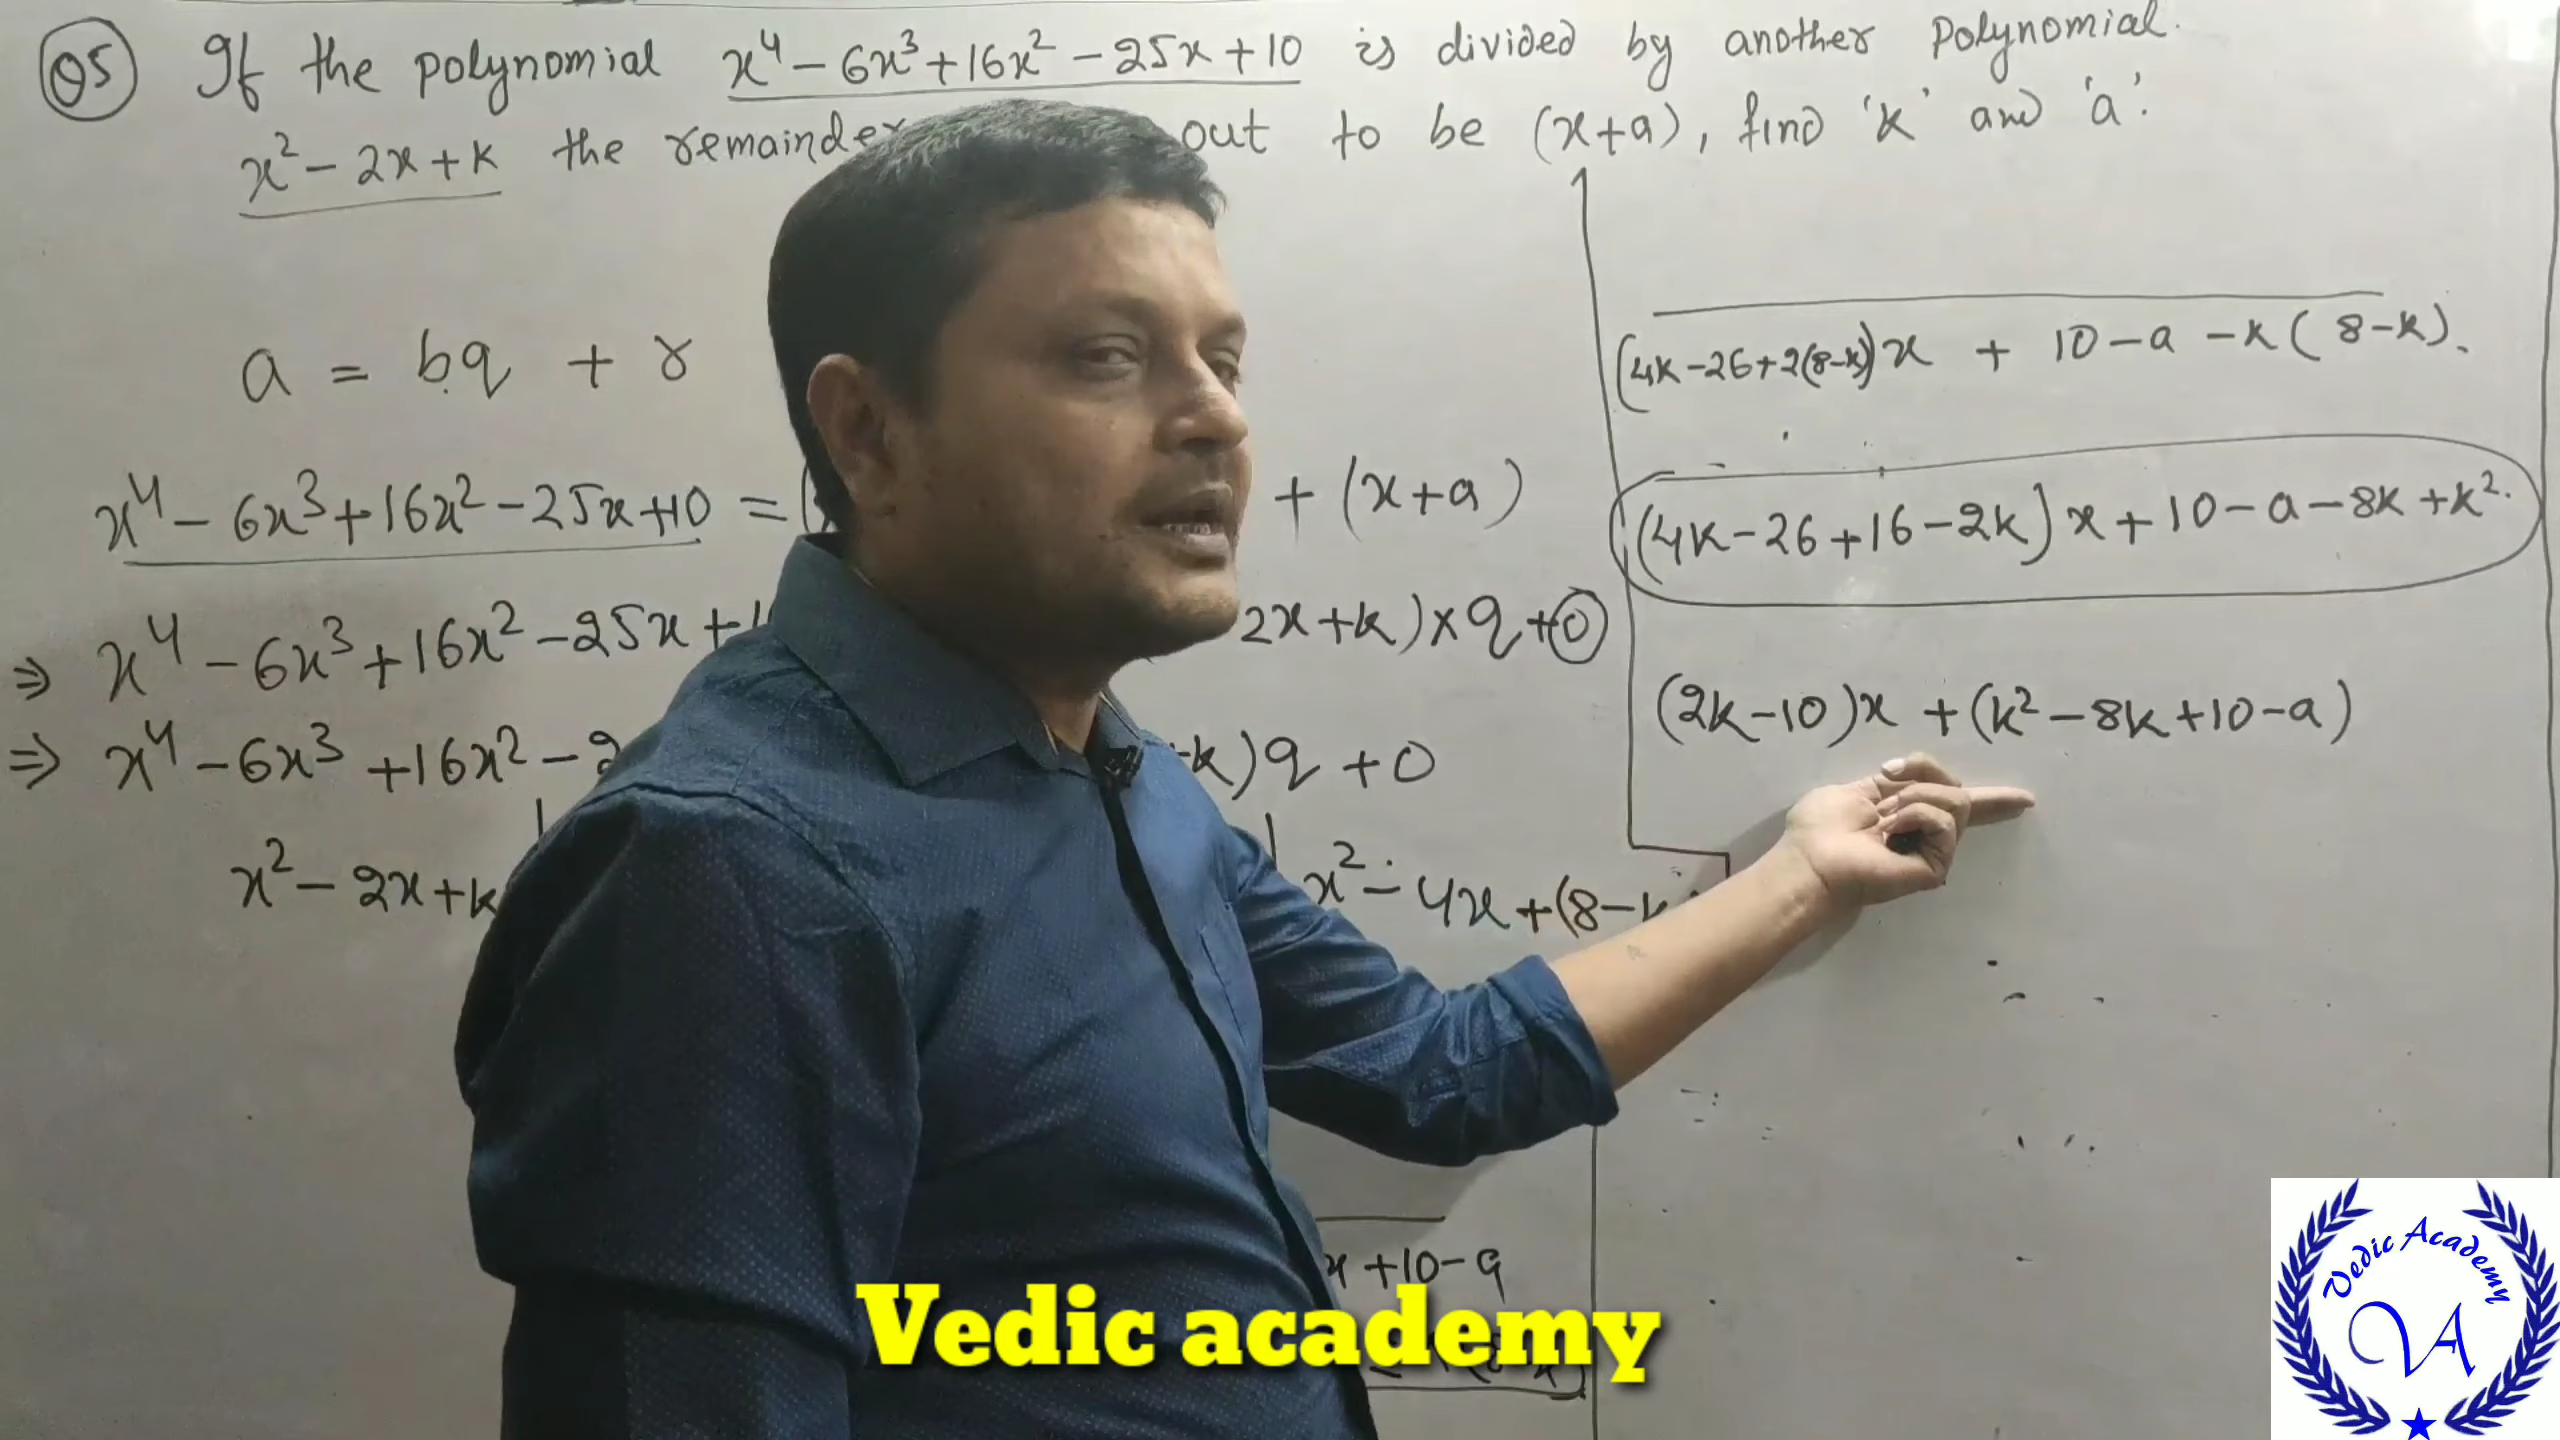 Q5 If the polynomial x⁴ - 6x³ + 16x² - 25x + 10 is divided by another polynomial.
x² - 2x + k the remainder out to be (x+a), find 'k' and 'a'.
a = bq + r
x⁴ - 6x³ + 16x² - 25x + 10 = ( + (x+a)
⇒ x⁴ - 6x³ + 16x² - 25x + 2x + k) × q + 0
⇒ x⁴ - 6x³ + 16x² - 2 k) q + 0
x² - 2x + k
x² - 4x + (8 - k
x + 10 - a
(4k - 26 + 2(8-k)) x + 10 - a - k(8-k).
(4k - 26 + 16 - 2k) x + 10 - a - 8k + k².
(2k - 10)x + (k² - 8k + 10 - a)
Vedic academy
Vedic Academy
VA